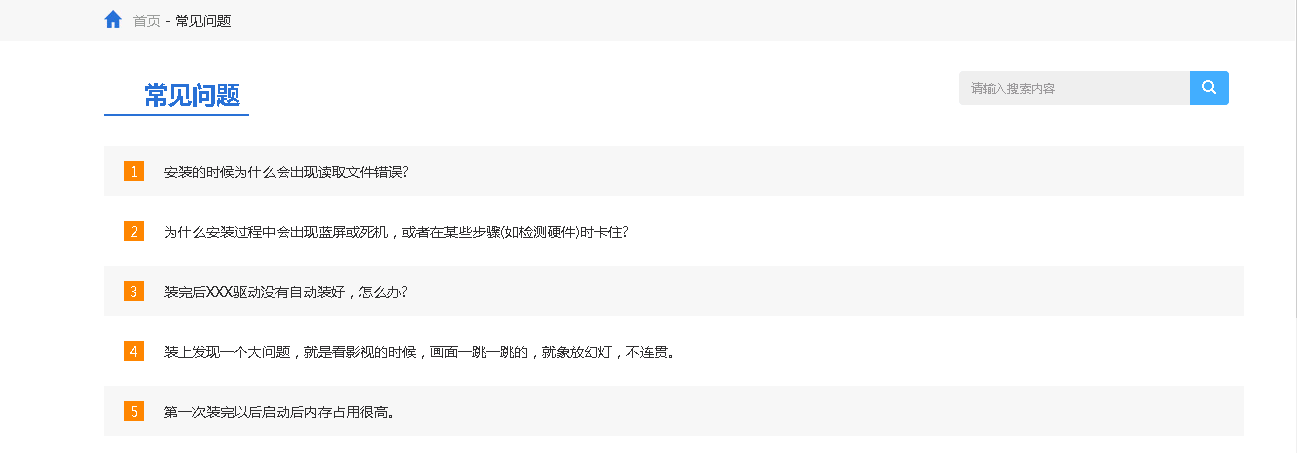 首页 - 常见问题
常见问题
请输入搜索内容
1 安装的时候为什么会出现读取文件错误?
2 为什么安装过程中会出现蓝屏或死机，或者在某些步骤(如检测硬件)时卡住?
3 装完后XXX驱动没有自动装好，怎么办?
4 装上发现一个大问题，就是看影视的时候，画面一跳一跳的，就象放幻灯，不连贯。
5 第一次装完以后启动后内存占用很高。